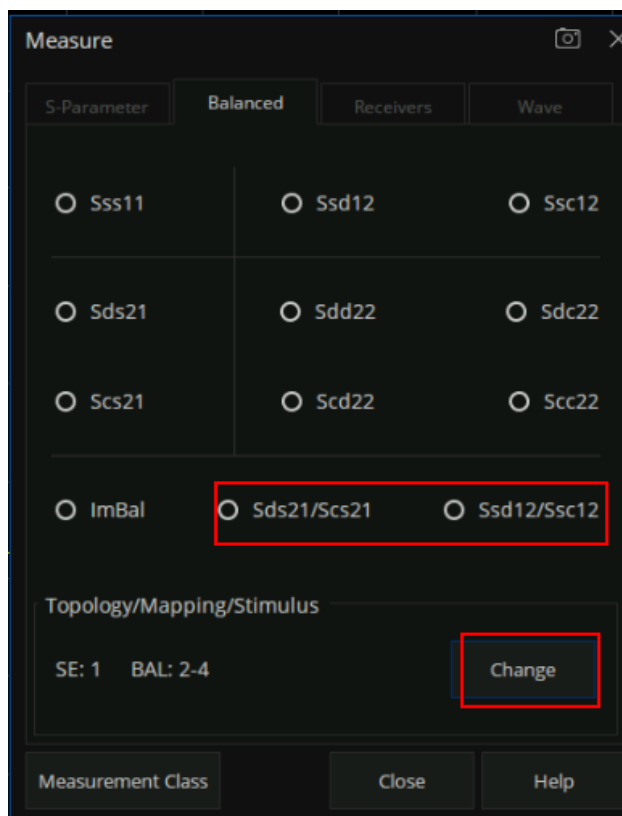 Measure
S-Parameter Balanced Receivers Wave
Sss11 Ssd12 Ssc12
Sds21 Sdd22 Sdc22
Scs21 Scd22 Scc22
ImBal Sds21/Scs21 Ssd12/Ssc12
Topology/Mapping/Stimulus
SE: 1 BAL: 2-4 Change
Measurement Class Close Help